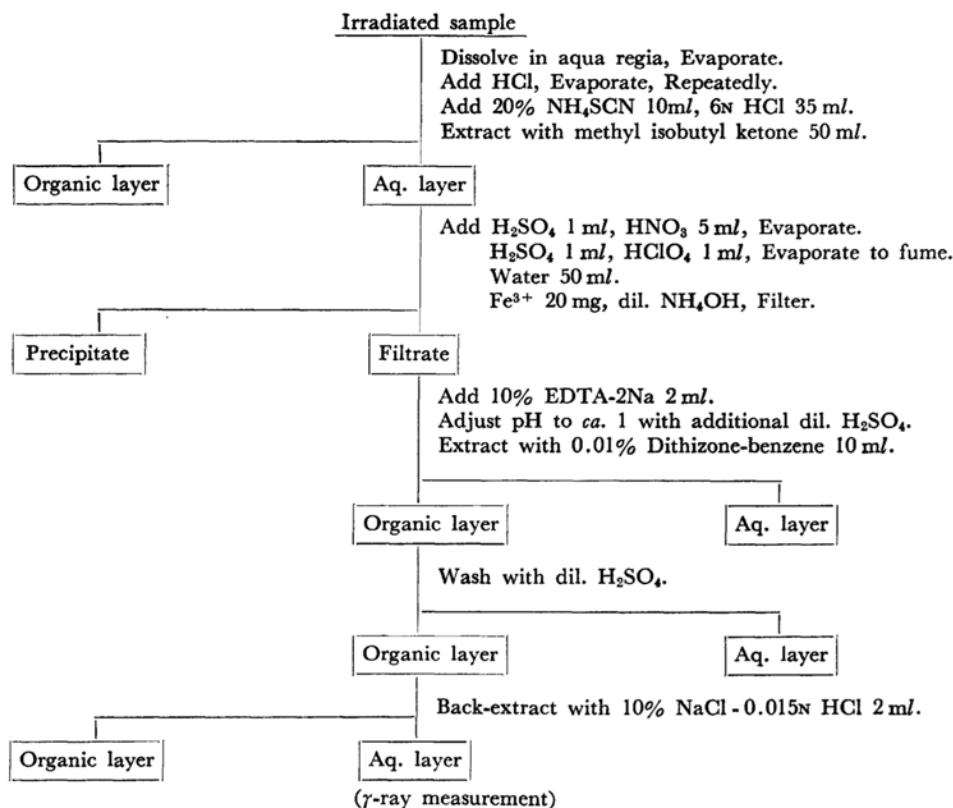 Irradiated sample
Dissolve in aqua regia, Evaporate.
Add HCl, Evaporate, Repeatedly.
Add 20% NH₄SCN 10ml, 6N HCl 35 ml.
Extract with methyl isobutyl ketone 50 ml.
Organic layer
Aq. layer
Add H₂SO₄ 1 ml, HNO₃ 5 ml, Evaporate.
H₂SO₄ 1 ml, HClO₄ 1 ml, Evaporate to fume.
Water 50 ml.
Fe³⁺ 20 mg, dil. NH₄OH, Filter.
Precipitate
Filtrate
Add 10% EDTA-2Na 2 ml.
Adjust pH to ca. 1 with additional dil. H₂SO₄.
Extract with 0.01% Dithizone-benzene 10 ml.
Organic layer
Aq. layer
Wash with dil. H₂SO₄.
Organic layer
Aq. layer
Back-extract with 10% NaCl - 0.015N HCl 2 ml.
Organic layer
Aq. layer
(γ-ray measurement)